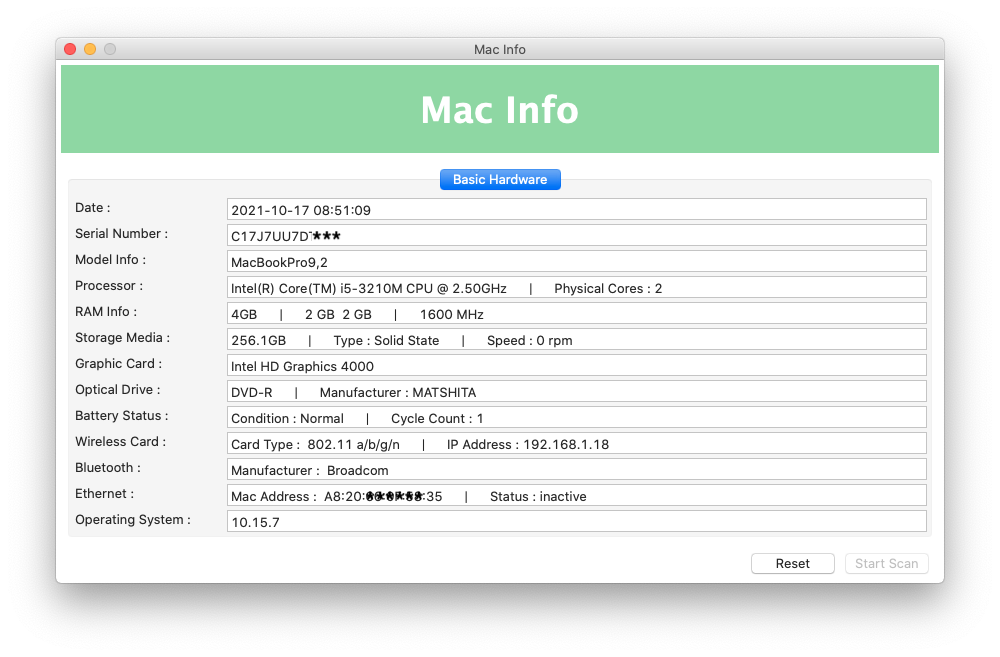 Mac Info
Mac Info
Basic Hardware
Date : 2021-10-17 08:51:09
Serial Number : C17J7UU7D***
Model Info : MacBookPro9,2
Processor : Intel(R) Core(TM) i5-3210M CPU @ 2.50GHz | Physical Cores : 2
RAM Info : 4GB | 2 GB 2 GB | 1600 MHz
Storage Media : 256.1GB | Type : Solid State | Speed : 0 rpm
Graphic Card : Intel HD Graphics 4000
Optical Drive : DVD-R | Manufacturer : MATSHITA
Battery Status : Condition : Normal | Cycle Count : 1
Wireless Card : Card Type : 802.11 a/b/g/n | IP Address : 192.168.1.18
Bluetooth : Manufacturer : Broadcom
Ethernet : Mac Address : A8:20:*****:35 | Status : inactive
Operating System : 10.15.7
Reset Start Scan